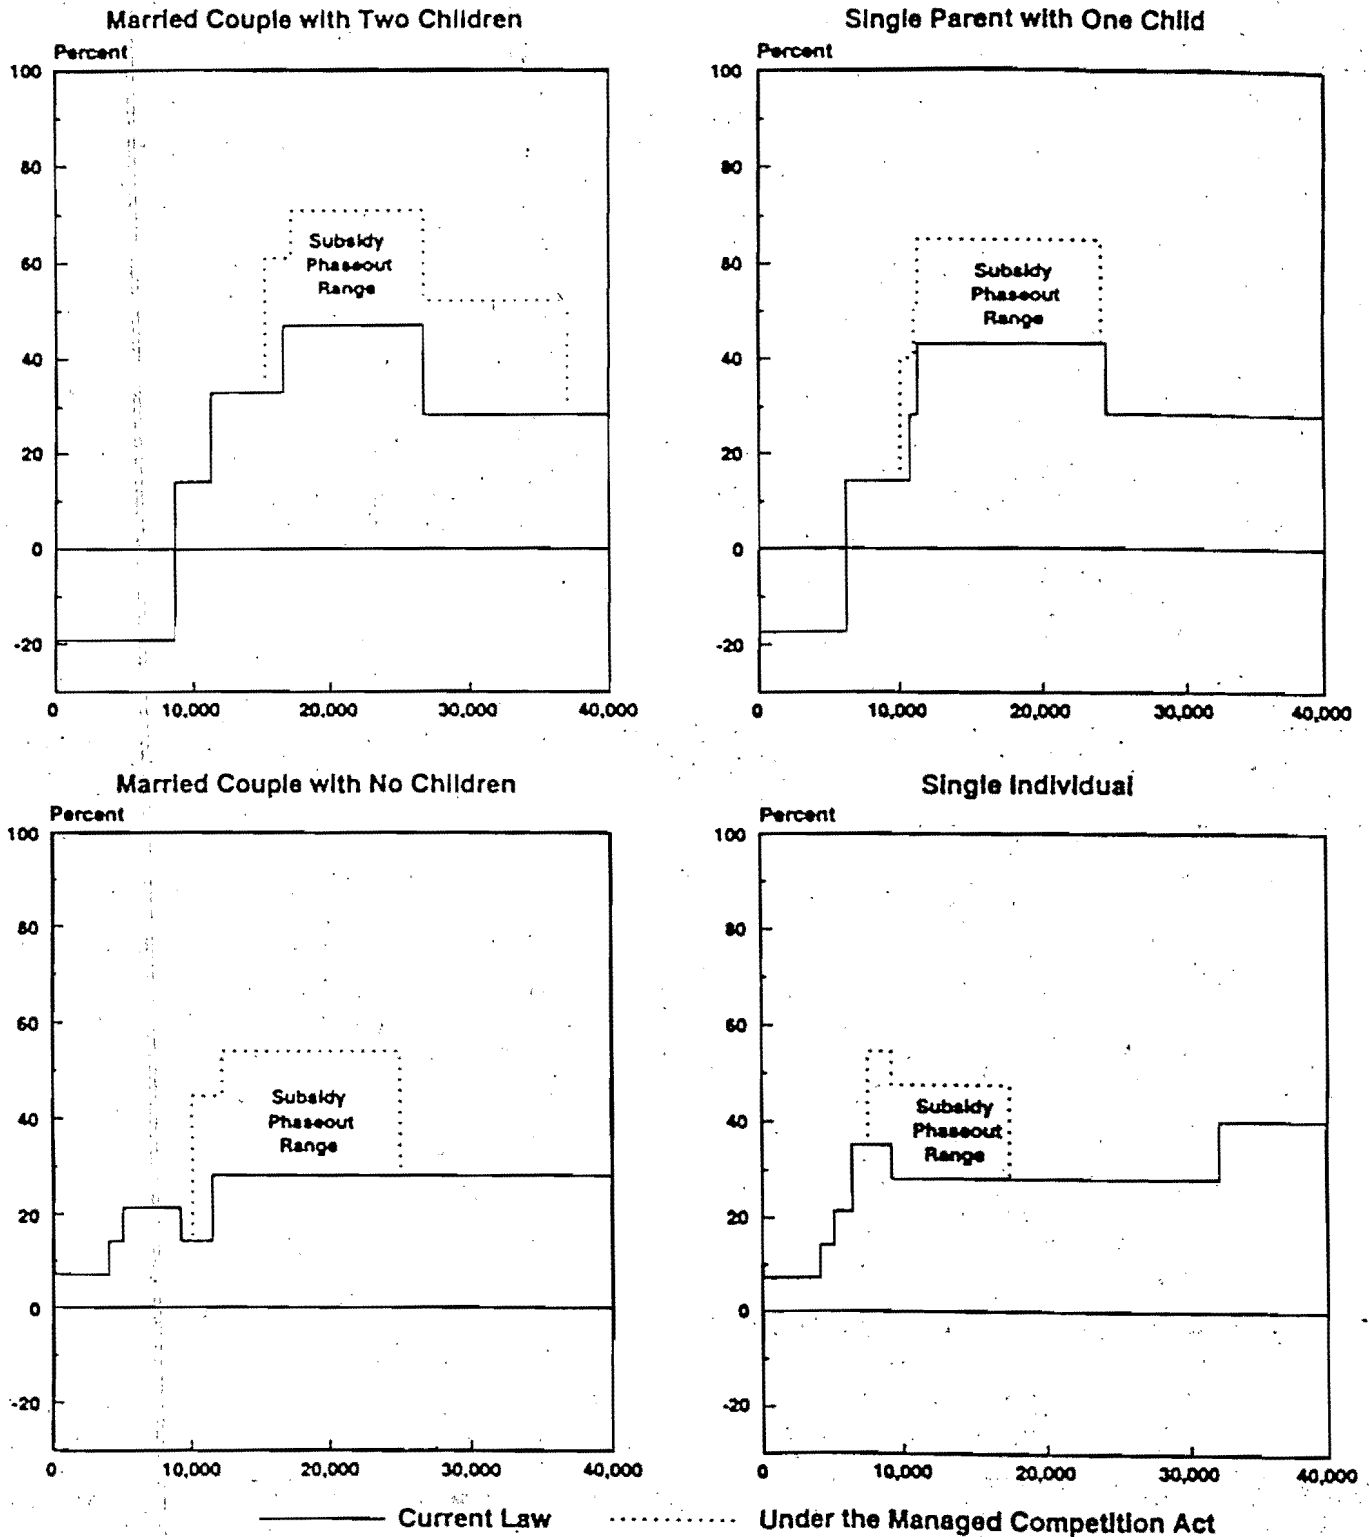 Married Couple with Two Children
Percent
100
80
60
40
20
0
-20
0 10,000 20,000 30,000 40,000
Subsidy
Phaseout
Range
Single Parent with One Child
Percent
100
80
60
40
20
0
-20
0 10,000 20,000 30,000 40,000
Subsidy
Phaseout
Range
Married Couple with No Children
Percent
100
80
60
40
20
0
-20
0 10,000 20,000 30,000 40,000
Subsidy
Phaseout
Range
Single Individual
Percent
100
80
60
40
20
0
-20
0 10,000 20,000 30,000 40,000
Subsidy
Phaseout
Range
Current Law
Under the Managed Competition Act